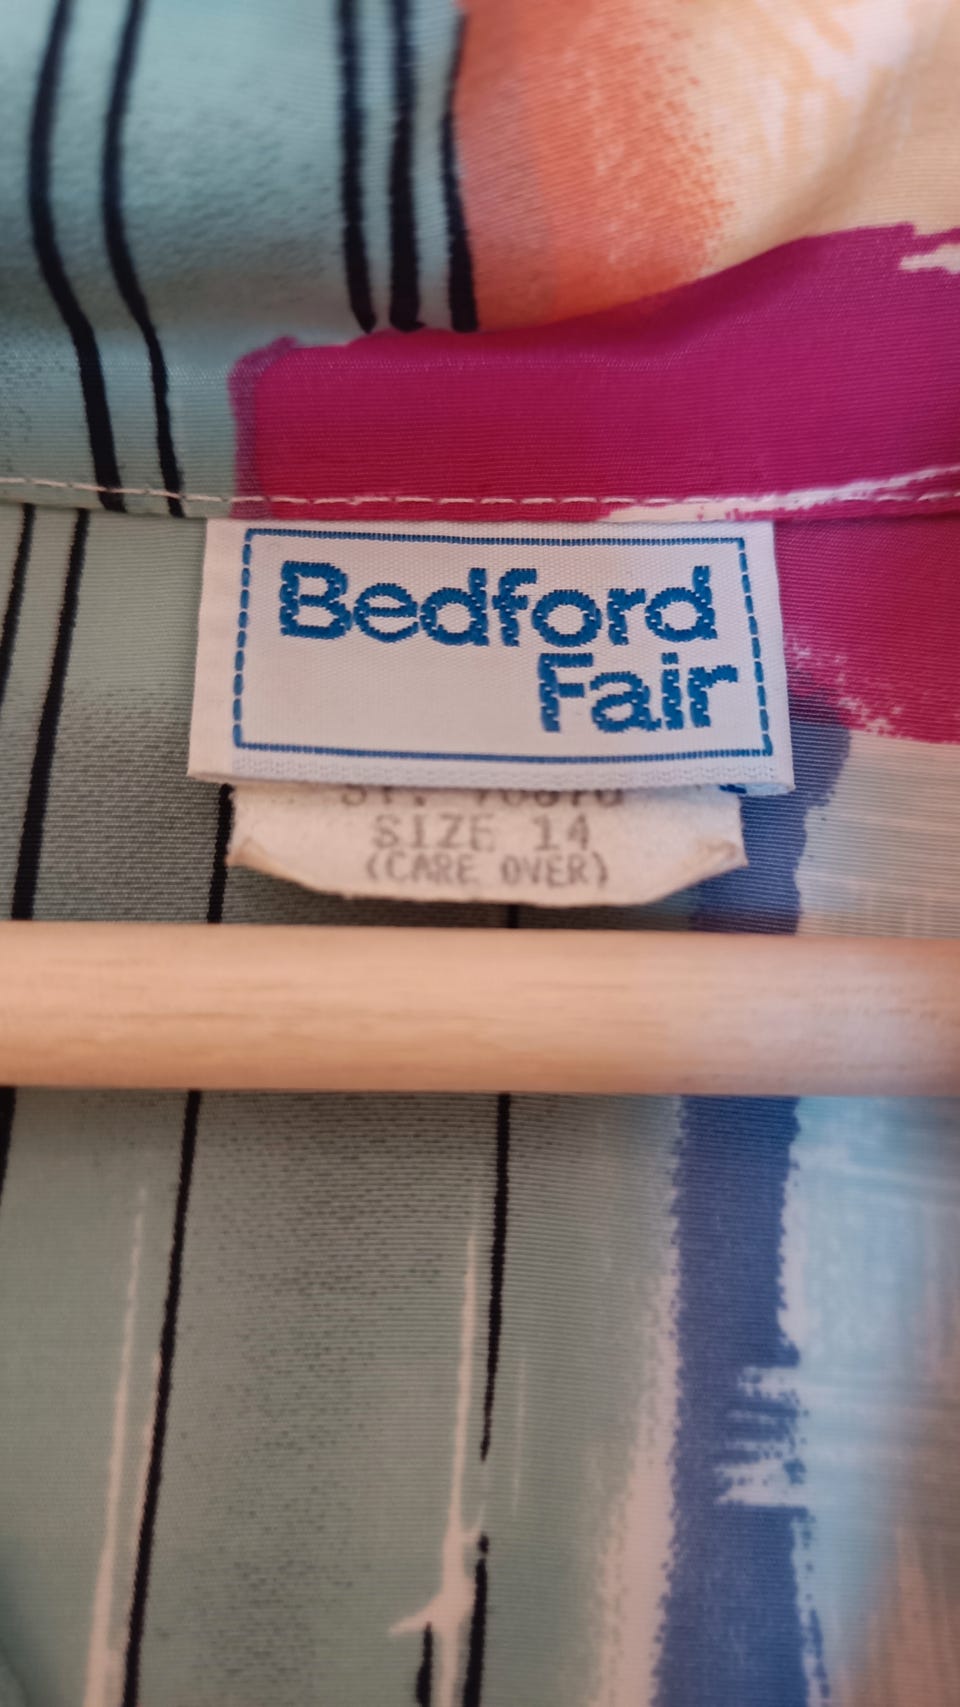 Bedford
Fair
SIZE 14
(CARE OVER)